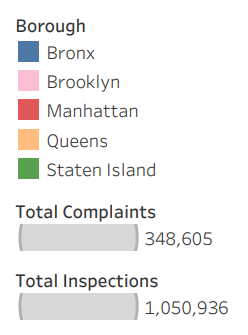 Borough
Bronx
Brooklyn
Manhattan
Queens
Staten Island
Total Complaints
348,605
Total Inspections
1,050,936